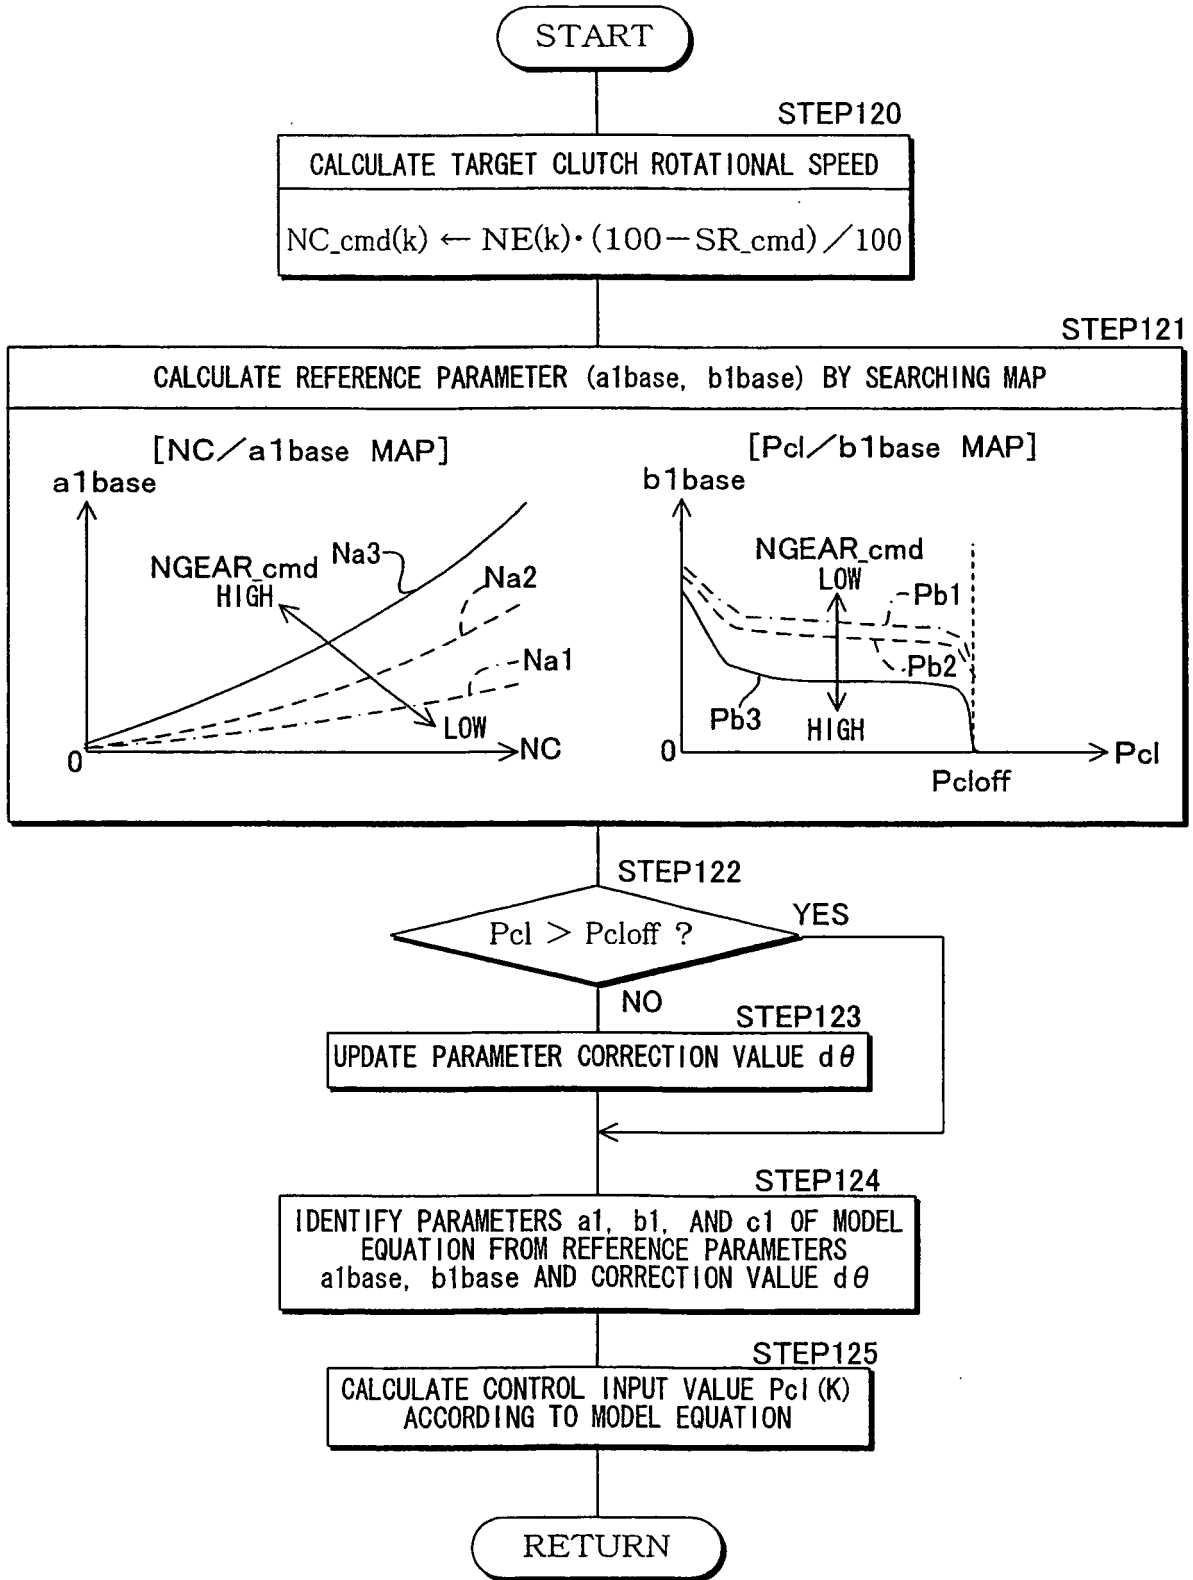 START
STEP120
CALCULATE TARGET CLUTCH ROTATIONAL SPEED
NC_cmd(k) ← NE(k)·(100−SR_cmd)/100
STEP121
CALCULATE REFERENCE PARAMETER (a1base, b1base) BY SEARCHING MAP
[NC/a1base MAP]
a1base
NGEAR_cmd
HIGH
Na3
Na2
Na1
LOW
0
NC
[Pcl/b1base MAP]
b1base
NGEAR_cmd
LOW
Pb1
Pb2
Pb3
HIGH
0
Pcl
Pcloff
STEP122
Pcl > Pcloff ?
YES
NO
STEP123
UPDATE PARAMETER CORRECTION VALUE dθ
STEP124
IDENTIFY PARAMETERS a1, b1, AND c1 OF MODEL
EQUATION FROM REFERENCE PARAMETERS
a1base, b1base AND CORRECTION VALUE dθ
STEP125
CALCULATE CONTROL INPUT VALUE Pcl(K)
ACCORDING TO MODEL EQUATION
RETURN